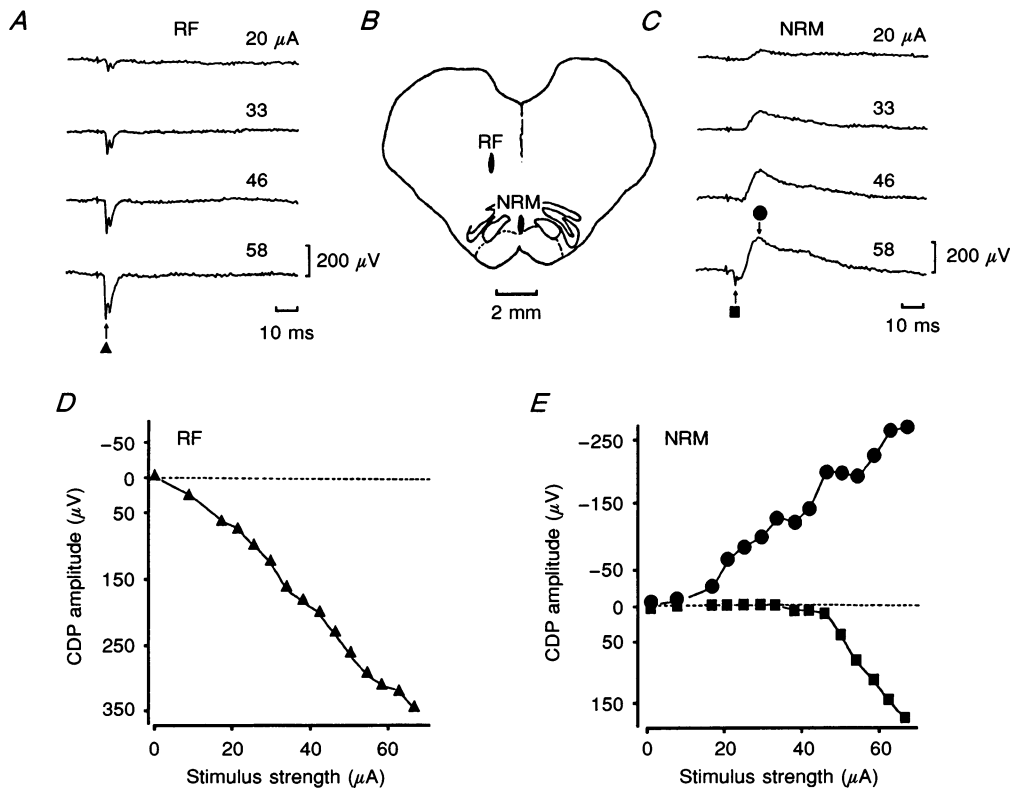 A
RF
20 μA
33
46
58
200 μV
10 ms
B
RF
NRM
2 mm
C
NRM
20 μA
33
46
58
200 μV
10 ms
D
RF
CDP amplitude (μV)
−50
0
50
150
250
350
0 20 40 60
Stimulus strength (μA)
E
NRM
CDP amplitude (μV)
−250
−150
−50
0
50
150
0 20 40 60
Stimulus strength (μA)